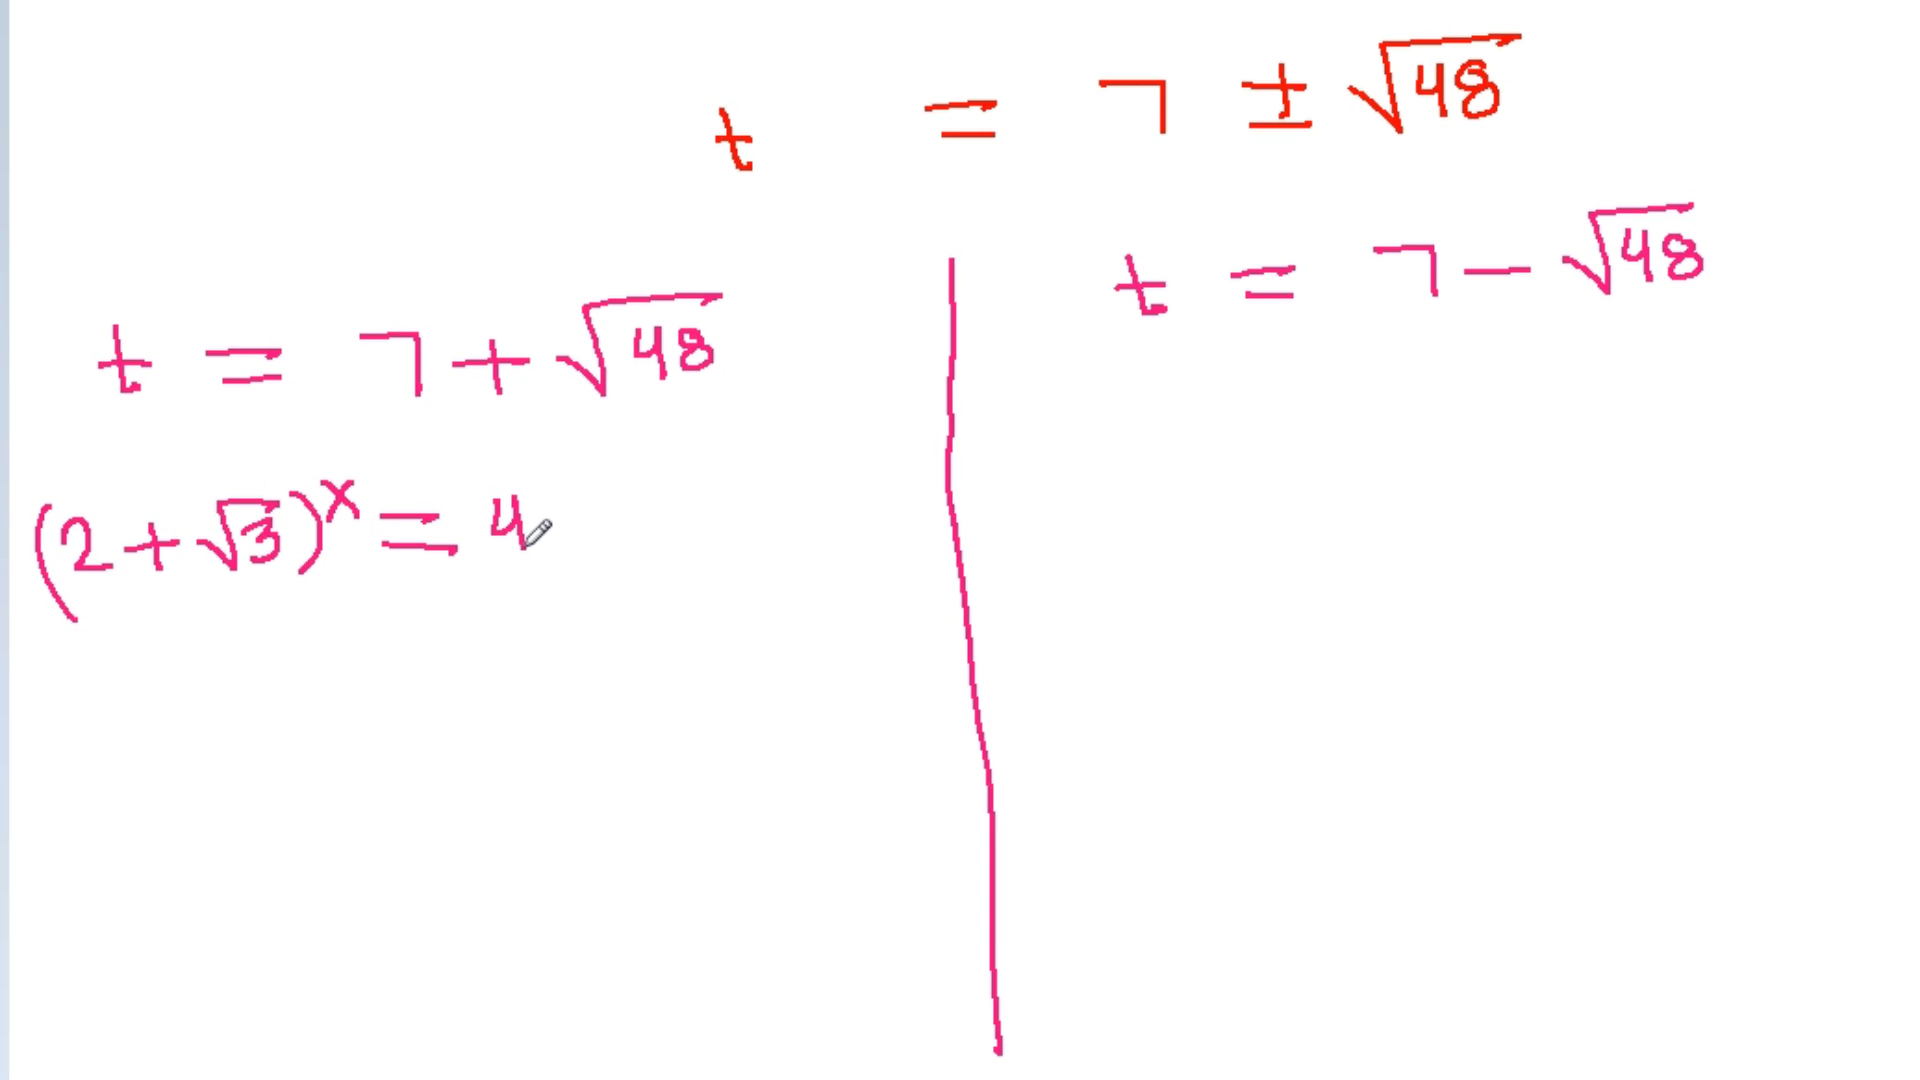 t = 7 ± √48
t = 7 + √48
(2 + √3)^x = 4
t = 7 − √48